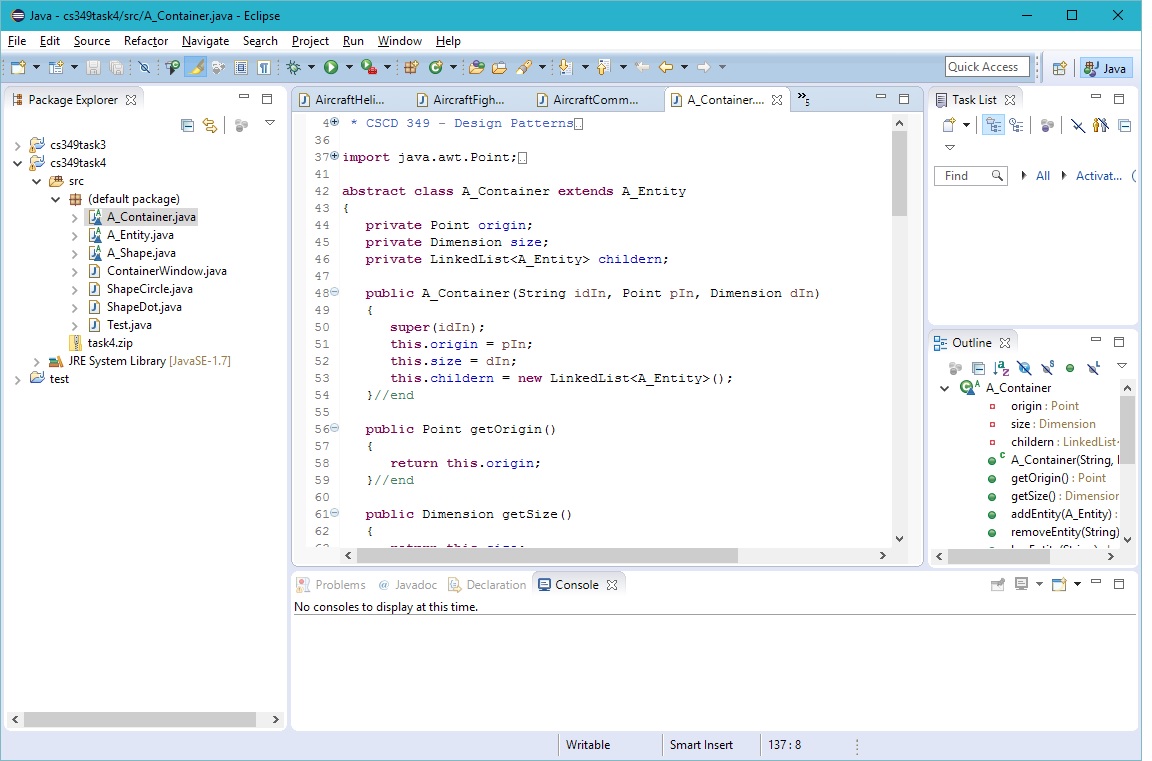 Java - cs349task4/src/A_Container.java - Eclipse
File Edit Source Refactor Navigate Search Project Run Window Help
Quick Access
Java
Package Explorer
cs349task3
cs349task4
src
(default package)
A_Container.java
A_Entity.java
A_Shape.java
ContainerWindow.java
ShapeCircle.java
ShapeDot.java
Test.java
task4.zip
JRE System Library [JavaSE-1.7]
test
AircraftHeli... AircraftFigh... AircraftComm... A_Container.... »5
4 * CSCD 349 - Design Patterns
36
37 import java.awt.Point;
41
42 abstract class A_Container extends A_Entity
43 {
44 private Point origin;
45 private Dimension size;
46 private LinkedList<A_Entity> childern;
47
48 public A_Container(String idIn, Point pIn, Dimension dIn)
49 {
50 super(idIn);
51 this.origin = pIn;
52 this.size = dIn;
53 this.childern = new LinkedList<A_Entity>();
54 }//end
55
56 public Point getOrigin()
57 {
58 return this.origin;
59 }//end
60
61 public Dimension getSize()
62 {
Task List
Find All Activat...
Outline
A_Container
origin : Point
size : Dimension
childern : LinkedList
A_Container(String,
getOrigin() : Point
getSize() : Dimension
addEntity(A_Entity) :
removeEntity(String)
Problems @ Javadoc Declaration Console
No consoles to display at this time.
Writable Smart Insert 137 : 8